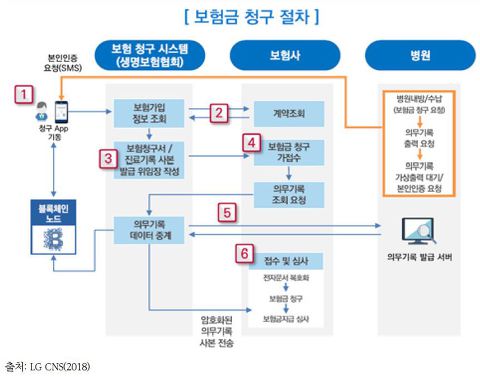 [ 보험금 청구 절차 ]
보험 청구 시스템
(생명보험협회)
보험사
병원
본인인증
요청(SMS)
1
청구 App
기동
보험가입
정보 조회
2
계약조회
3
보험청구서 /
진료기록 사본
발급 위임장 작성
4
보험금 청구
가접수
의무기록
조회 요청
병원내방/수납
(보험금 청구 요청)
의무기록
출력 요청
의무기록
가상출력 대기/
본인인증 요청
블록체인
노드
B
의무기록
데이터 중계
5
의무기록 발급 서버
6
접수 및 심사
전자문서 복호화
보험금 청구
보험금지급 심사
암호화된
의무기록
사본 전송
출처: LG CNS(2018)